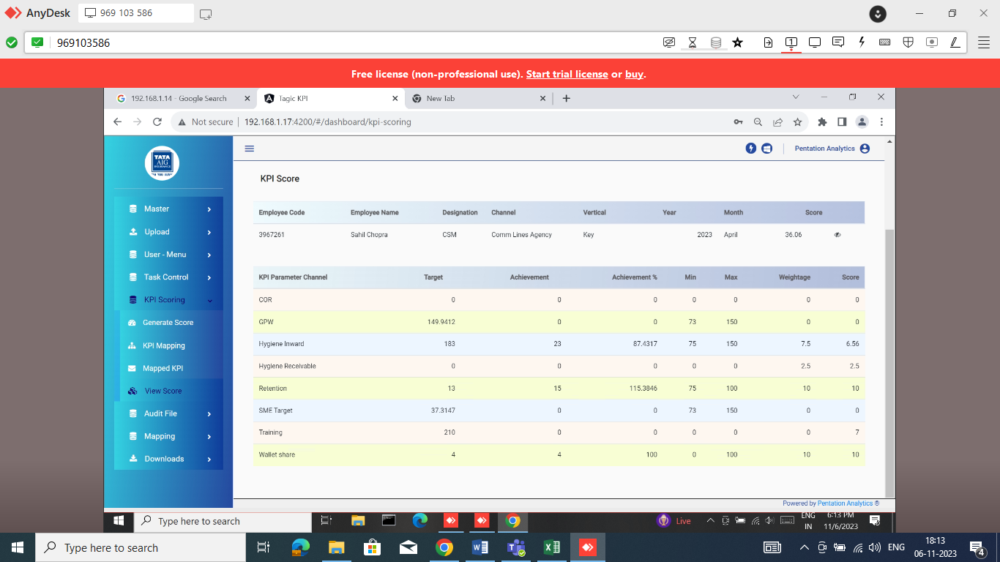 AnyDesk 969 103 586
969103586
Free license (non-professional use). Start trial license or buy.
192.168.1.14 - Google Search Tagic KPI New Tab
Not secure 192.168.1.17:4200/#/dashboard/kpi-scoring
TATA
AIG
INSURANCE
Pentation Analytics
KPI Score
Master
Upload
User - Menu
Task Control
KPI Scoring
Generate Score
KPI Mapping
Mapped KPI
View Score
Audit File
Mapping
Downloads
Employee Code Employee Name Designation Channel Vertical Year Month Score
3967261 Sahil Chopra CSM Comm Lines Agency Key 2023 April 36.06
KPI Parameter Channel Target Achievement Achievement % Min Max Weightage Score
COR 0 0 0 0 0 0 0
GPW 149.9412 0 0 73 150 0 0
Hygiene Inward 183 23 87.4317 75 150 7.5 6.56
Hygiene Receivable 0 0 0 0 0 2.5 2.5
Retention 13 15 115.3846 75 100 10 10
SME Target 37.3147 0 0 73 150 0 0
Training 210 0 0 0 0 0 7
Wallet share 4 4 100 0 100 10 10
Powered by Pentation Analytics ®
Type here to search Live ENG
IN 6:13 PM
11/6/2023
Type here to search ENG 18:13
06-11-2023 4